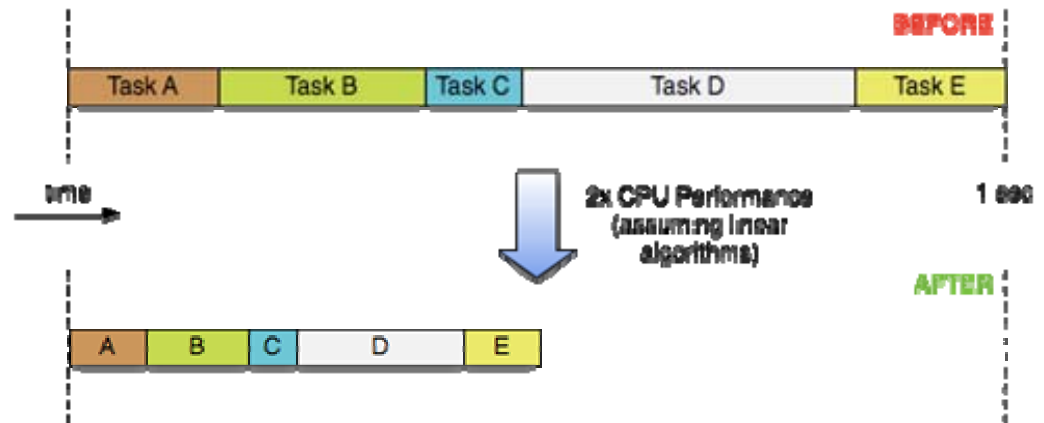 BEFORE
Task A Task B Task C Task D Task E
time
2x CPU Performance
(assuming linear
algorithms)
1 sec
AFTER
A B C D E